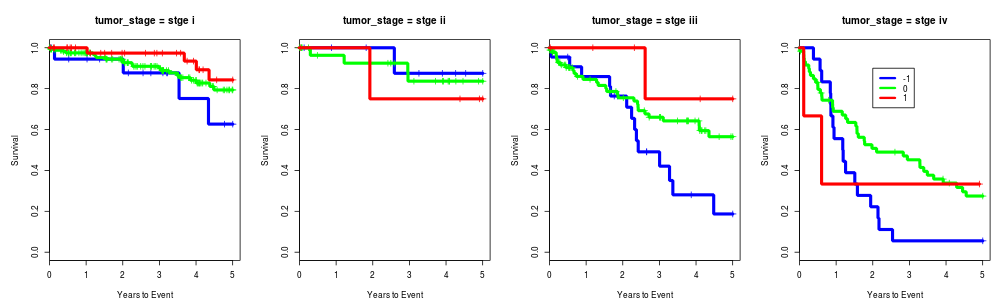 tumor_stage = stge i
Survival
0.0 0.2 0.4 0.6 0.8 1.0
0 1 2 3 4 5
Years to Event
tumor_stage = stge ii
Survival
0.0 0.2 0.4 0.6 0.8 1.0
0 1 2 3 4 5
Years to Event
tumor_stage = stge iii
Survival
0.0 0.2 0.4 0.6 0.8 1.0
0 1 2 3 4 5
Years to Event
tumor_stage = stge iv
Survival
0.0 0.2 0.4 0.6 0.8 1.0
-1
0
1
0 1 2 3 4 5
Years to Event